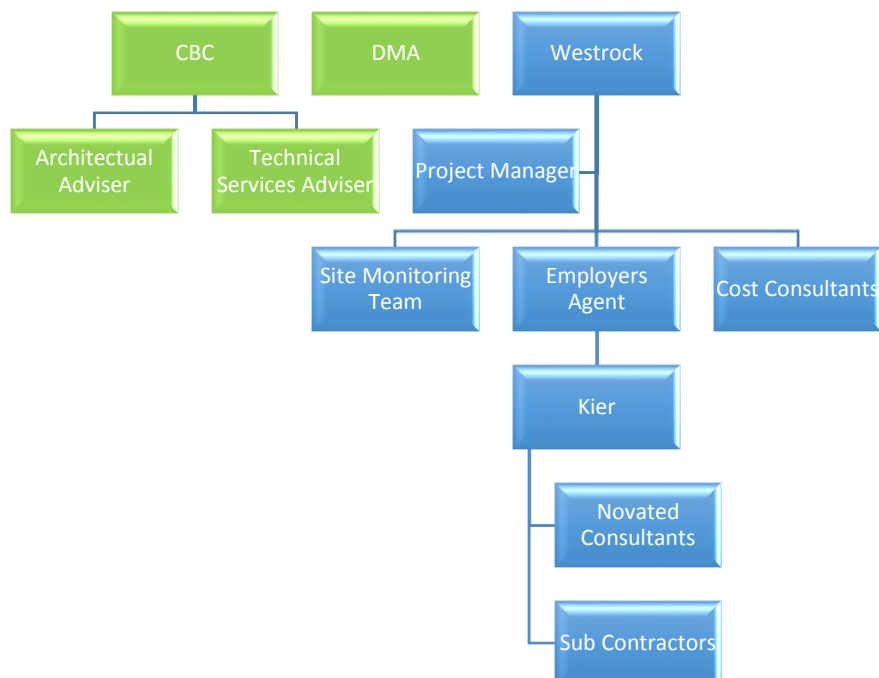 CBC
DMA
Westrock
Architectual
Adviser
Technical
Services Adviser
Project Manager
Site Monitoring
Team
Employers
Agent
Cost Consultants
Kier
Novated
Consultants
Sub Contractors